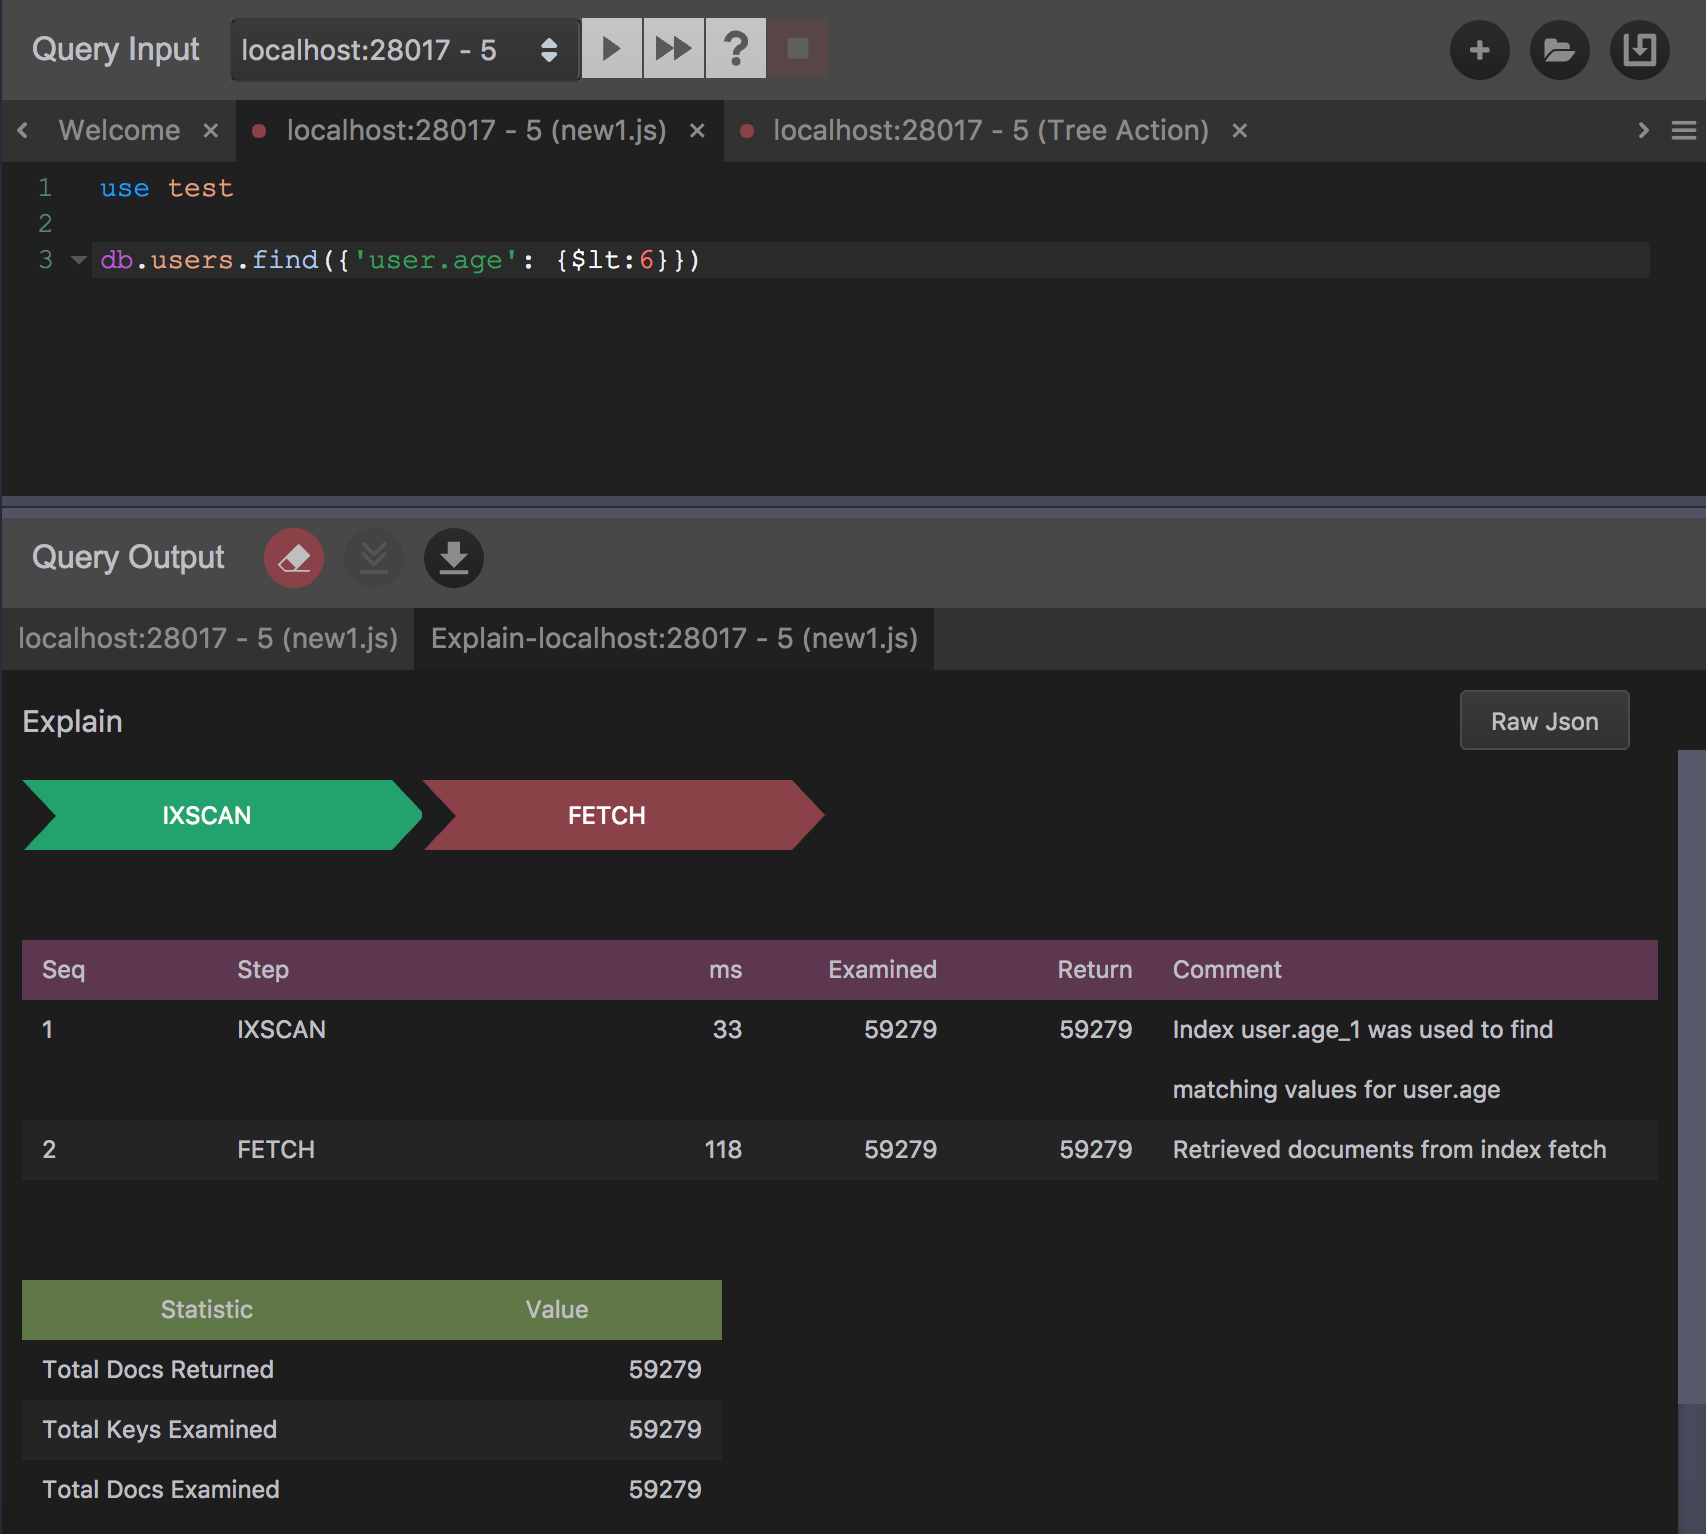 Query Input localhost:28017 - 5
Welcome localhost:28017 - 5 (new1.js) localhost:28017 - 5 (Tree Action)
1 use test
2
3 db.users.find({'user.age': {$lt:6}})
Query Output
localhost:28017 - 5 (new1.js) Explain-localhost:28017 - 5 (new1.js)
Explain Raw Json
IXSCAN FETCH
Seq Step ms Examined Return Comment
1 IXSCAN 33 59279 59279 Index user.age_1 was used to find
matching values for user.age
2 FETCH 118 59279 59279 Retrieved documents from index fetch
Statistic Value
Total Docs Returned 59279
Total Keys Examined 59279
Total Docs Examined 59279